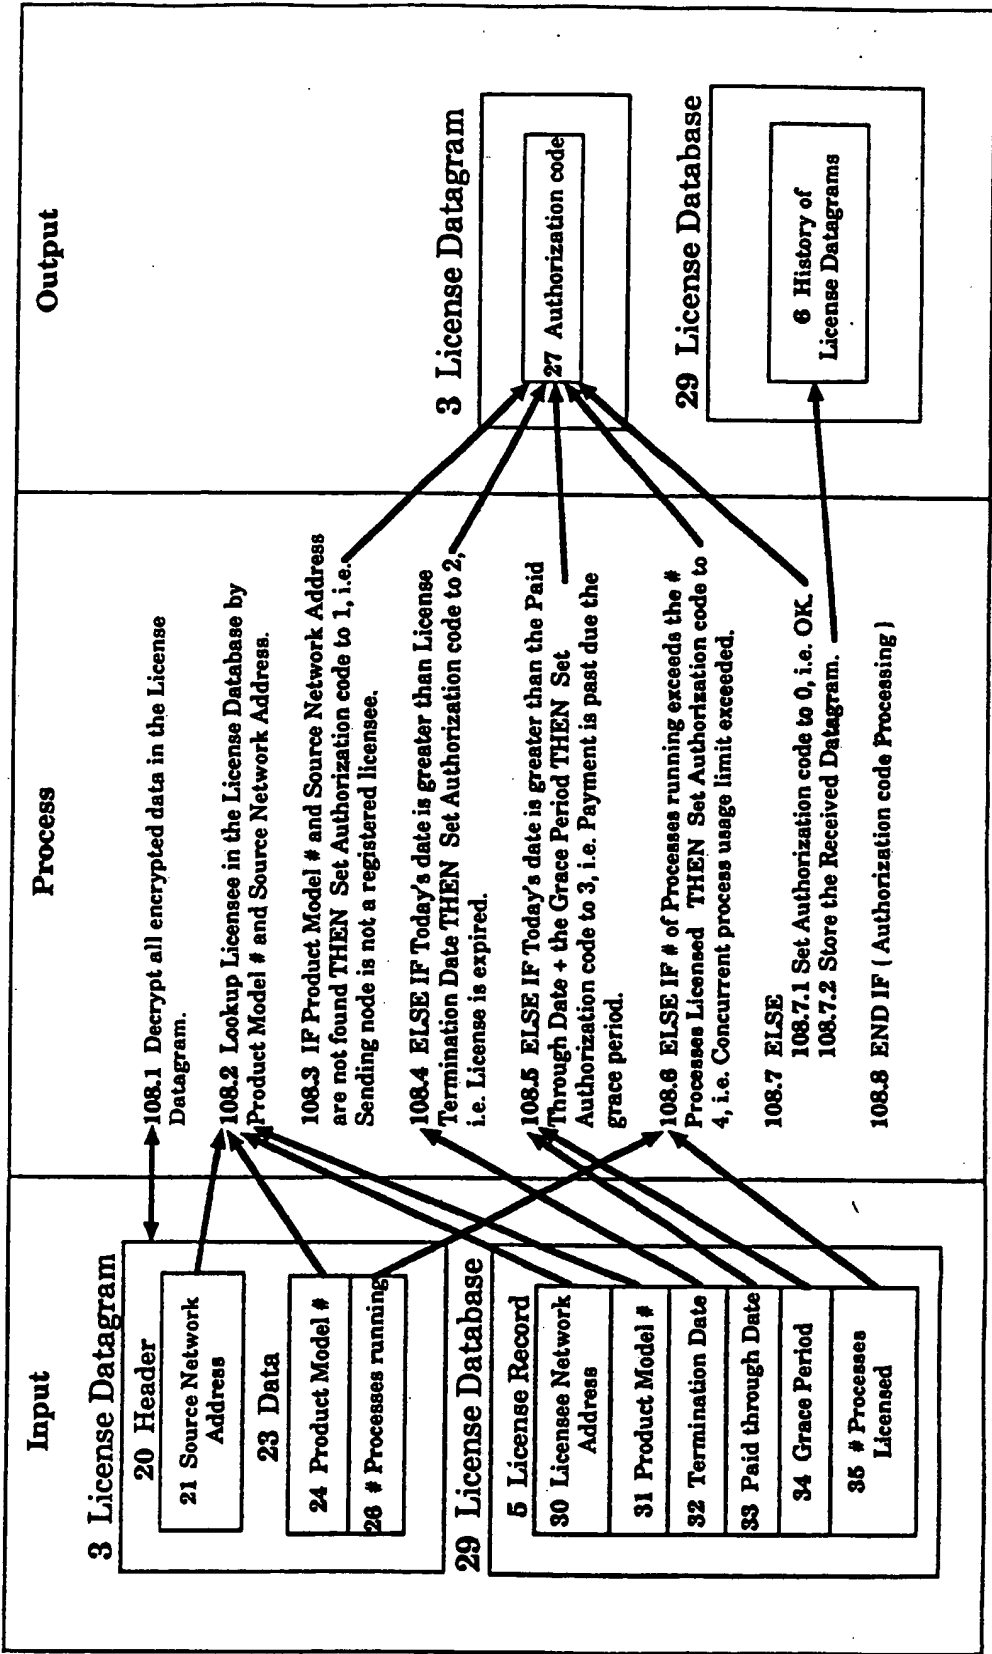 Input
3 License Datagram
20 Header
21 Source Network
Address
23 Data
24 Product Model #
26 # Processes running
29 License Database
5 License Record
30 Licensee Network
Address
31 Product Model #
32 Termination Date
33 Paid through Date
34 Grace Period
35 # Processes
Licensed
Process
108.1 Decrypt all encrypted data in the License
Datagram.
108.2 Lookup Licensee in the License Database by
Product Model # and Source Network Address.
108.3 IF Product Model # and Source Network Address
are not found THEN Set Authorization code to 1, i.e.
Sending node is not a registered licensee.
108.4 ELSE IF Today's date is greater than License
Termination Date THEN Set Authorization code to 2,
i.e. License is expired.
108.5 ELSE IF Today's date is greater than the Paid
Through Date + the Grace Period THEN Set
Authorization code to 3, i.e. Payment is past due the
grace period.
108.6 ELSE IF # of Processes running exceeds the #
Processes Licensed THEN Set Authorization code to
4, i.e. Concurrent process usage limit exceeded.
108.7 ELSE
108.7.1 Set Authorization code to 0, i.e. OK.
108.7.2 Store the Received Datagram.
108.8 END IF { Authorization code Processing }
Output
3 License Datagram
27 Authorization code
29 License Database
6 History of
License Datagrams